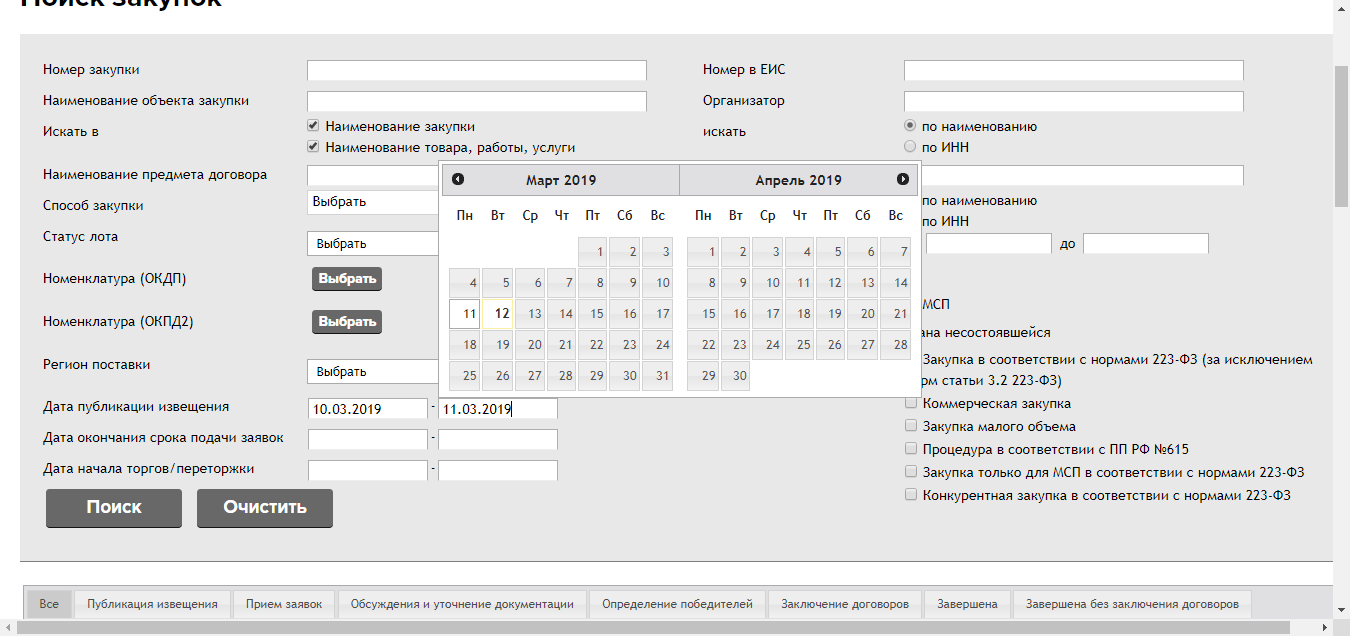 Поиск закупок
Номер закупки
Номер в ЕИС
Наименование объекта закупки
Организатор
Искать в
Наименование закупки
искать
по наименованию
Наименование товара, работы, услуги
по ИНН
Наименование предмета договора
Способ закупки
Выбрать
по наименованию
по ИНН
Статус лота
Выбрать
до
Номенклатура (ОКДП)
Выбрать
Номенклатура (ОКПД2)
Выбрать
Регион поставки
Выбрать
Март 2019
Пн Вт Ср Чт Пт Сб Вс
1 2 3
4 5 6 7 8 9 10
11 12 13 14 15 16 17
18 19 20 21 22 23 24
25 26 27 28 29 30 31
Апрель 2019
Пн Вт Ср Чт Пт Сб Вс
1 2 3 4 5 6 7
8 9 10 11 12 13 14
15 16 17 18 19 20 21
22 23 24 25 26 27 28
29 30
МСП
ана несостоявшейся
Закупка в соответствии с нормами 223-ФЗ (за исключением
рм статьи 3.2 223-ФЗ)
Дата публикации извещения
10.03.2019 - 11.03.2019
Коммерческая закупка
Закупка малого объема
Дата окончания срока подачи заявок
-
Процедура в соответствии с ПП РФ №615
Дата начала торгов/переторжки
-
Закупка только для МСП в соответствии с нормами 223-ФЗ
Конкурентная закупка в соответствии с нормами 223-ФЗ
Поиск
Очистить
Все
Публикация извещения
Прием заявок
Обсуждения и уточнение документации
Определение победителей
Заключение договоров
Завершена
Завершена без заключения договоров